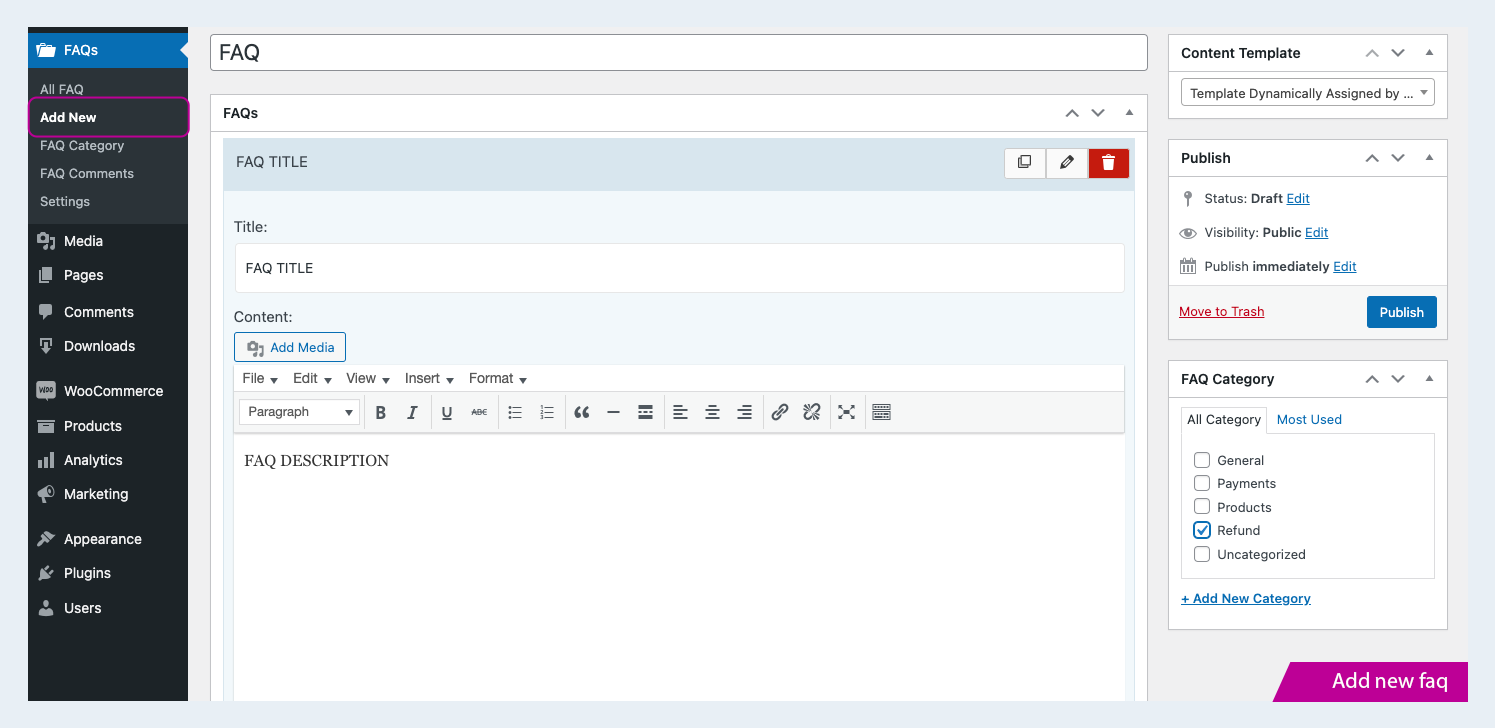 FAQs
All FAQ
Add New
FAQ Category
FAQ Comments
Settings
Media
Pages
Comments
Downloads
WOO WooCommerce
Products
Analytics
Marketing
Appearance
Plugins
Users
FAQ
FAQs
FAQ TITLE
Title:
FAQ TITLE
Content:
Add Media
File Edit View Insert Format
Paragraph B I U ABC
FAQ DESCRIPTION
Content Template
Template Dynamically Assigned by ...
Publish
Status: Draft Edit
Visibility: Public Edit
Publish immediately Edit
Move to Trash Publish
FAQ Category
All Category Most Used
General
Payments
Products
Refund
Uncategorized
+ Add New Category
Add new faq